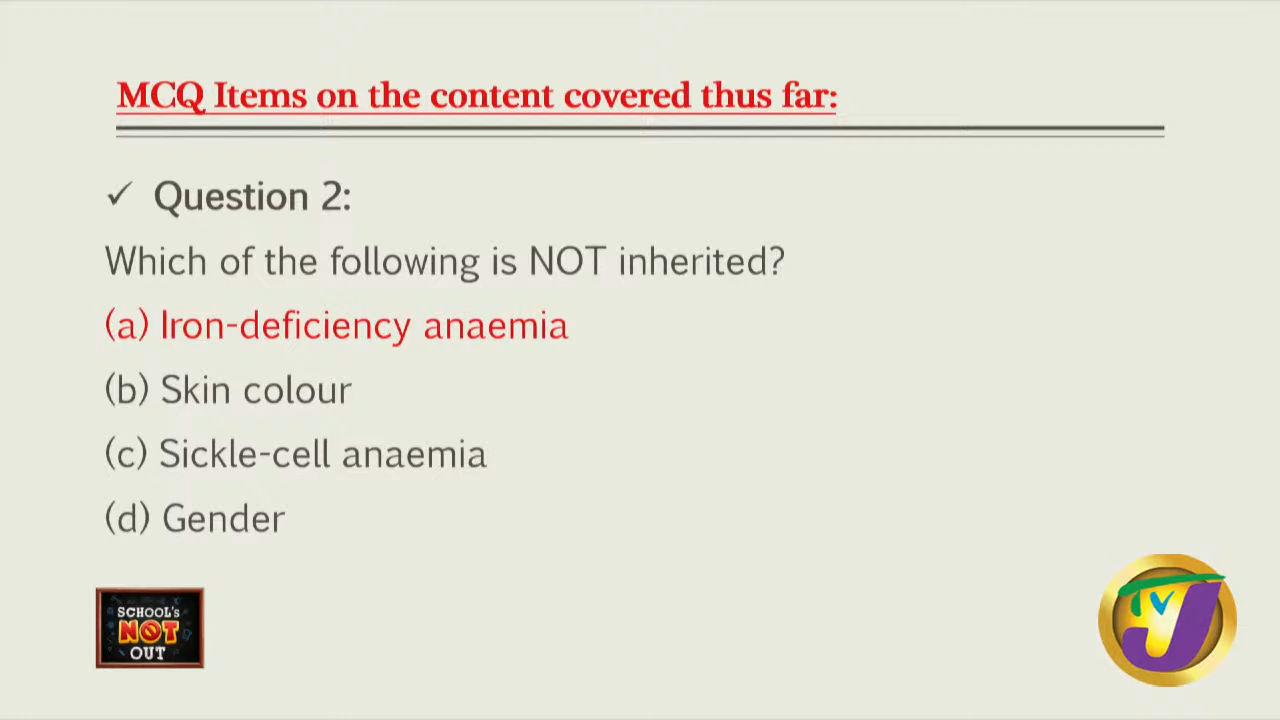 MCQ Items on the content covered thus far:
✓ Question 2:
Which of the following is NOT inherited?
(a) Iron-deficiency anaemia
(b) Skin colour
(c) Sickle-cell anaemia
(d) Gender
SCHOOL's
NOT
OUT
TVJ